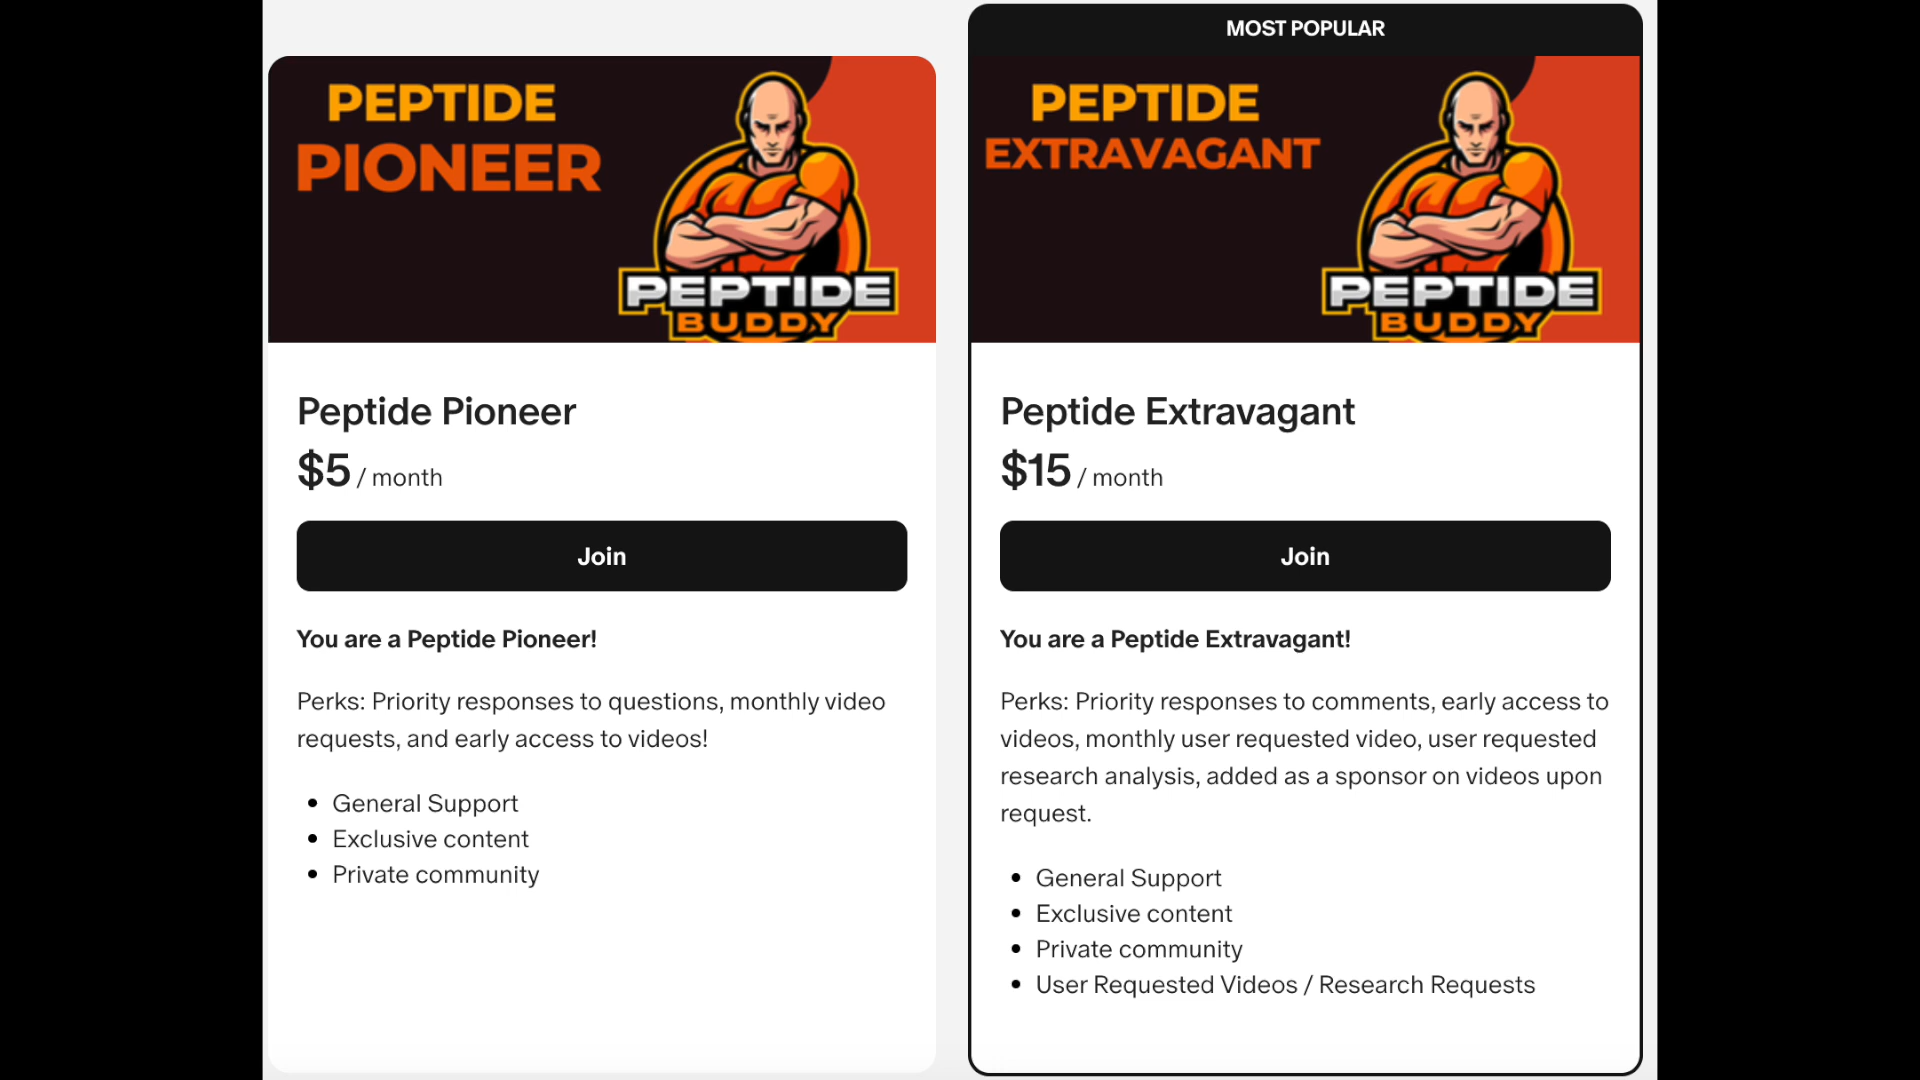 PEPTIDE
PIONEER
PEPTIDE
BUDDY
Peptide Pioneer
$5 / month
Join
You are a Peptide Pioneer!
Perks: Priority responses to questions, monthly video
requests, and early access to videos!
• General Support
• Exclusive content
• Private community
MOST POPULAR
PEPTIDE
EXTRAVAGANT
PEPTIDE
BUDDY
Peptide Extravagant
$15 / month
Join
You are a Peptide Extravagant!
Perks: Priority responses to comments, early access to
videos, monthly user requested video, user requested
research analysis, added as a sponsor on videos upon
request.
• General Support
• Exclusive content
• Private community
• User Requested Videos / Research Requests